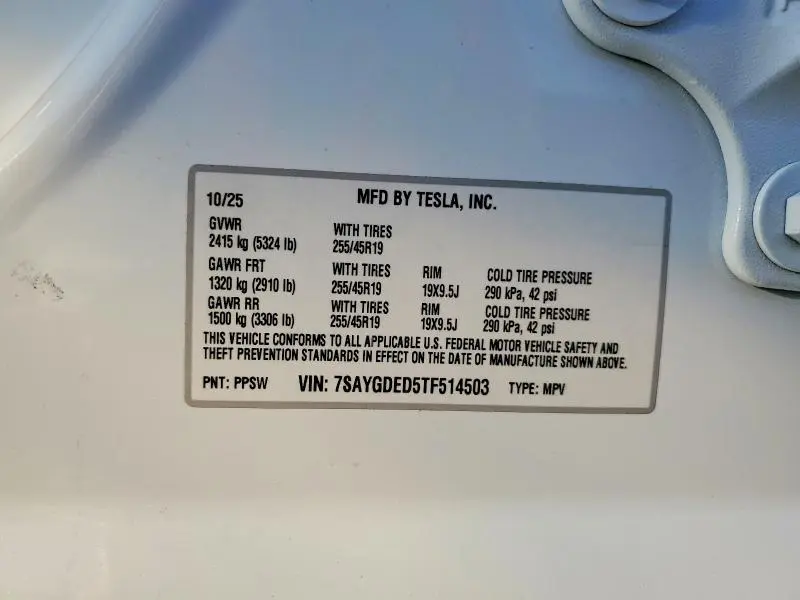 10/25 MFD BY TESLA, INC.
GVWR
2415 kg (5324 lb) WITH TIRES 255/45R19
GAWR FRT WITH TIRES RIM COLD TIRE PRESSURE
1320 kg (2910 lb) 255/45R19 19X9.5J 290 kPa, 42 psi
GAWR RR WITH TIRES RIM COLD TIRE PRESSURE
1500 kg (3306 lb) 255/45R19 19X9.5J 290 kPa, 42 psi
THIS VEHICLE CONFORMS TO ALL APPLICABLE U.S. FEDERAL MOTOR VEHICLE SAFETY AND
THEFT PREVENTION STANDARDS IN EFFECT ON THE DATE OF MANUFACTURE SHOWN ABOVE.
PNT: PPSW VIN: 7SAYGDED5TF514503 TYPE: MPV